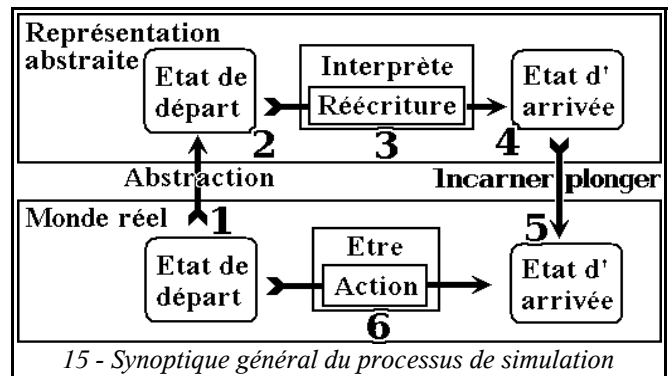 Représentation
abstraite
Etat de
départ
2
Interprète
Réécriture
3
Etat d'
arrivée
4
Abstraction
Incarner plonger
Monde réel
1
Etat de
départ
Etre
Action
6
5
Etat d'
arrivée
15 - Synoptique général du processus de simulation